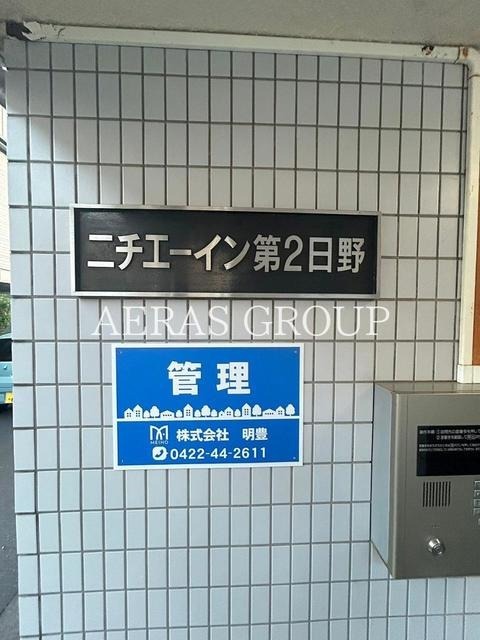 ニチエーイン第2日野
AERAS GROUP
管理
MEIHO 株式会社 明豊
0422-44-2611